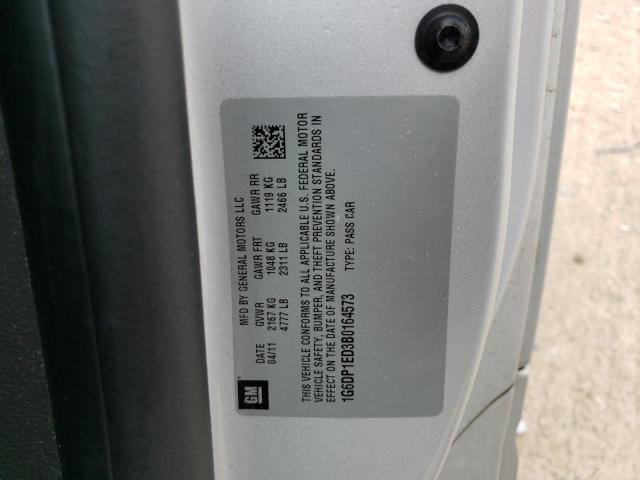 MFD BY GENERAL MOTORS LLC
DATE GVWR GAWR FRT GAWR RR
04/11 2167 KG 1048 KG 1119 KG
4777 LB 2311 LB 2466 LB
GM
THIS VEHICLE CONFORMS TO ALL APPLICABLE U.S. FEDERAL MOTOR
VEHICLE SAFETY, BUMPER, AND THEFT PREVENTION STANDARDS IN
EFFECT ON THE DATE OF MANUFACTURE SHOWN ABOVE.
1G6DP1ED3B0164573 TYPE: PASS CAR